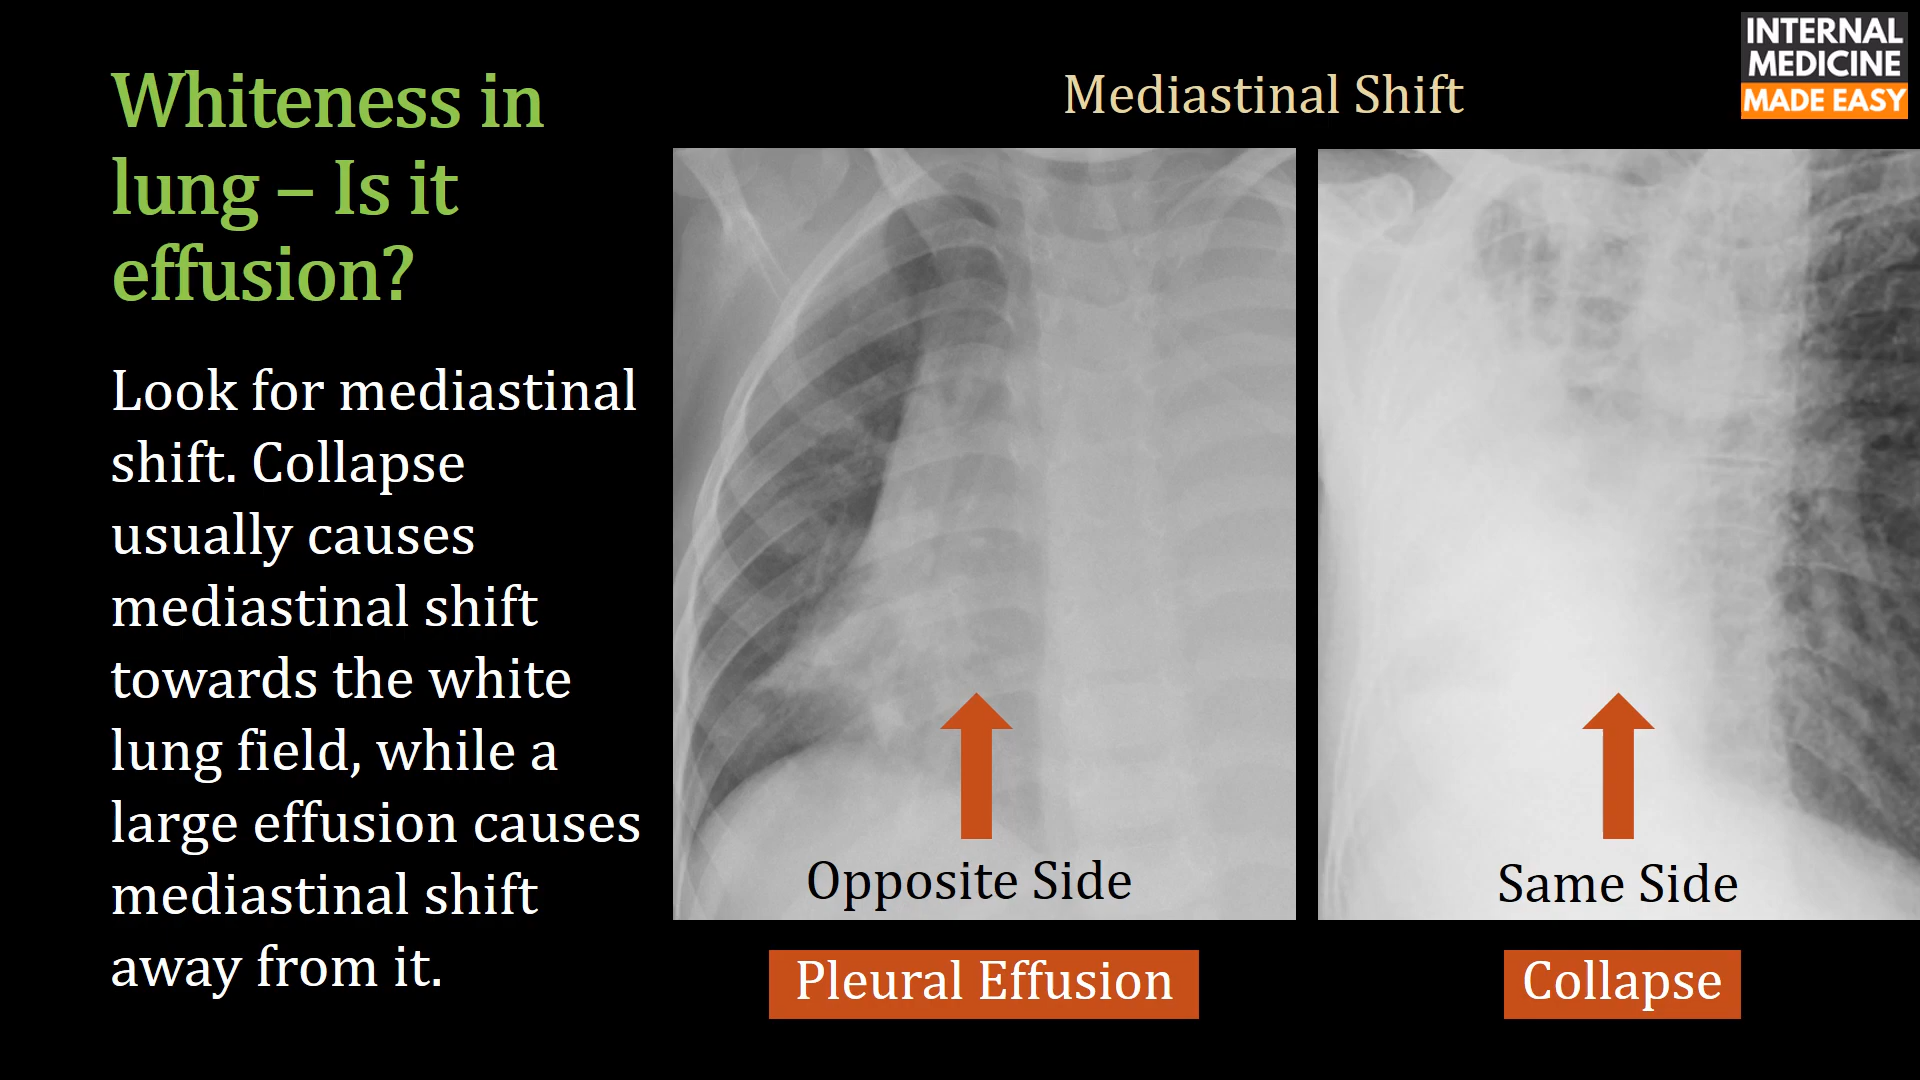 Whiteness in
lung – Is it
effusion?
Look for mediastinal
shift. Collapse
usually causes
mediastinal shift
towards the white
lung field, while a
large effusion causes
mediastinal shift
away from it.
Mediastinal Shift
INTERNAL
MEDICINE
MADE EASY
Opposite Side
Same Side
Pleural Effusion
Collapse